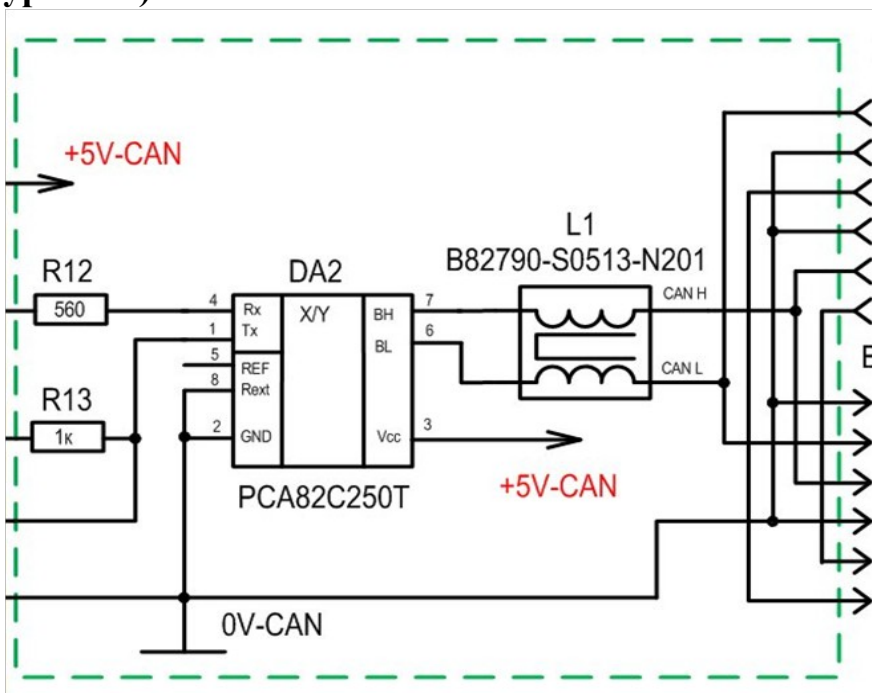 +5V-CAN
L1
B82790-S0513-N201
R12
560
DA2
4
Rx
X/Y
BH
7
CAN H
1
Tx
BL
6
5
REF
8
Rext
CAN L
R13
1к
2
GND
Vcc
3
+5V-CAN
PCA82C250T
0V-CAN